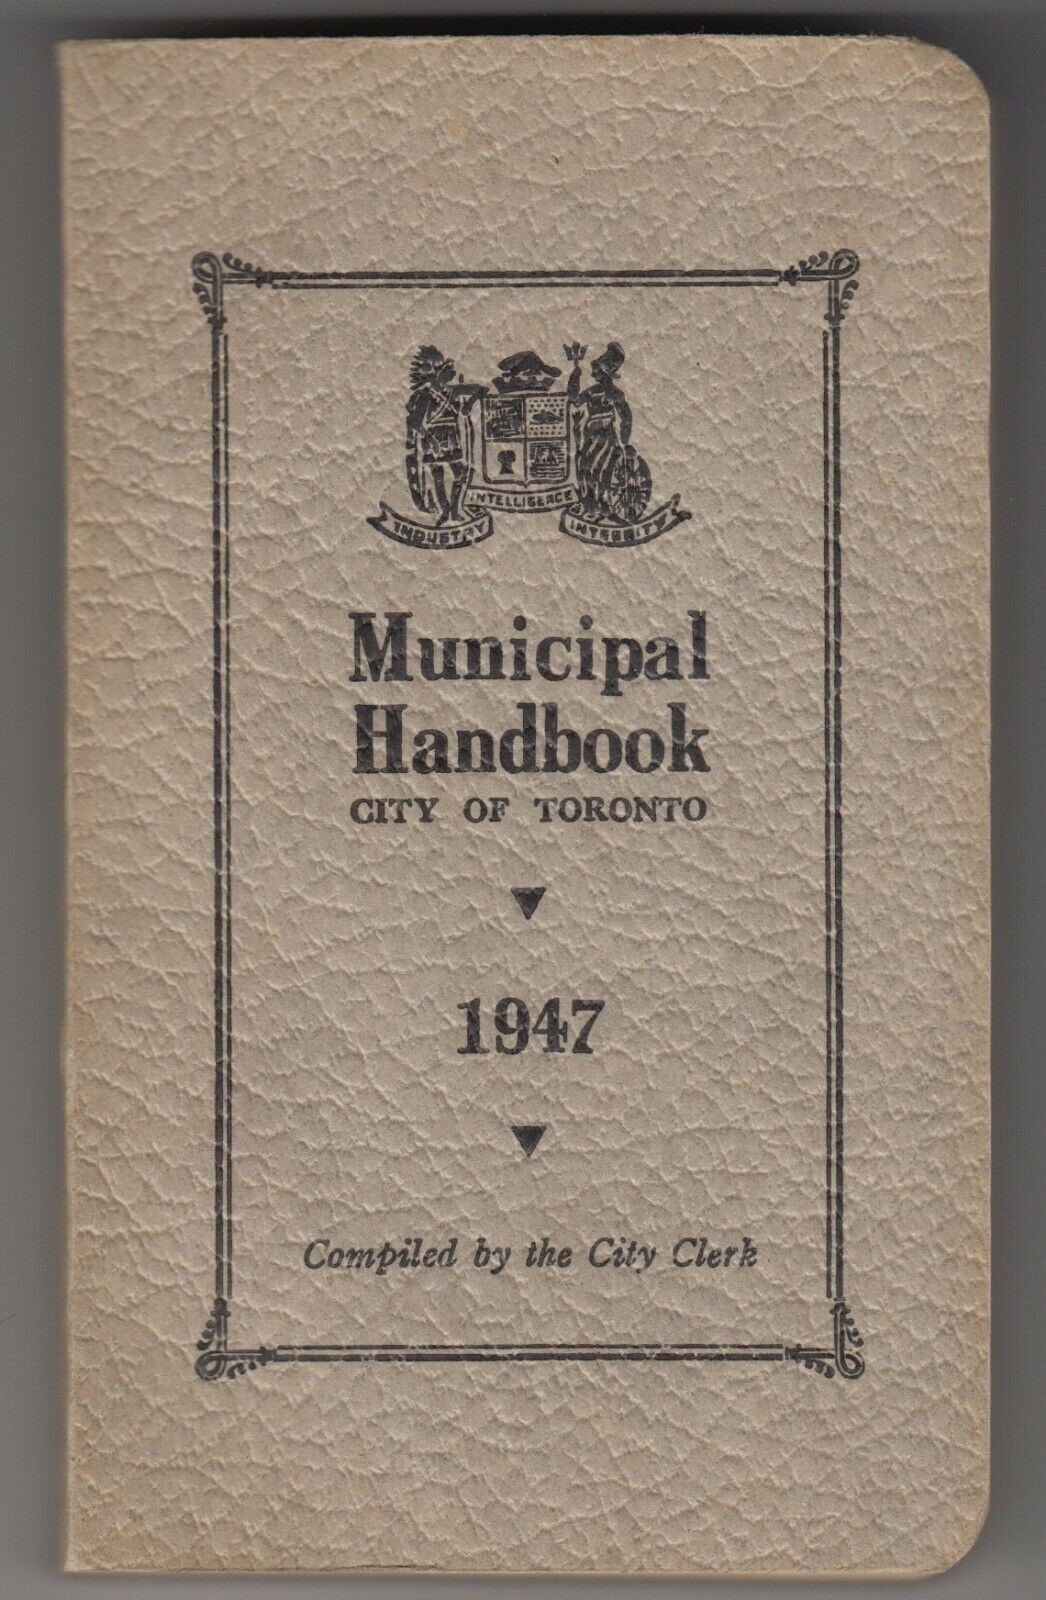 INDUSTRY INTELLIGENCE INTEGRITY
Municipal
Handbook
CITY OF TORONTO
1947
Compiled by the City Clerk